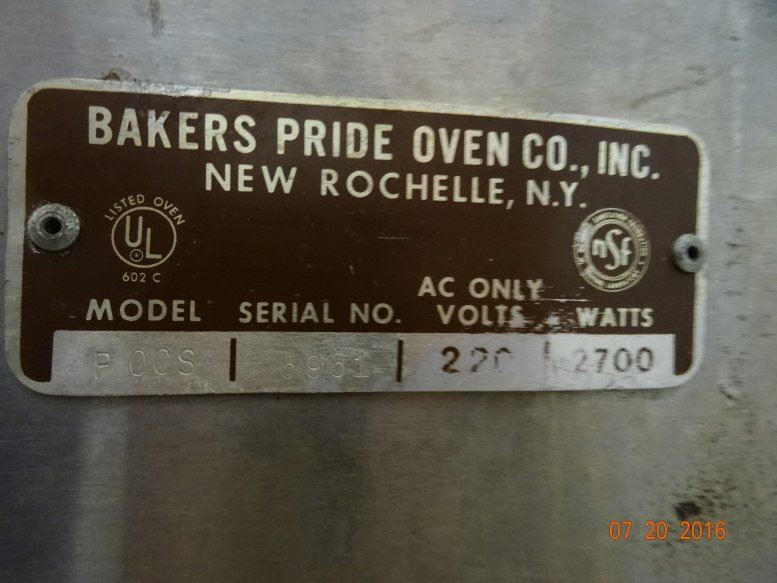 BAKERS PRIDE OVEN CO., INC.
NEW ROCHELLE, N.Y.
LISTED OVEN
UL
602 C
nsf
MODEL SERIAL NO. AC ONLY VOLTS WATTS
2700
07 20 2016